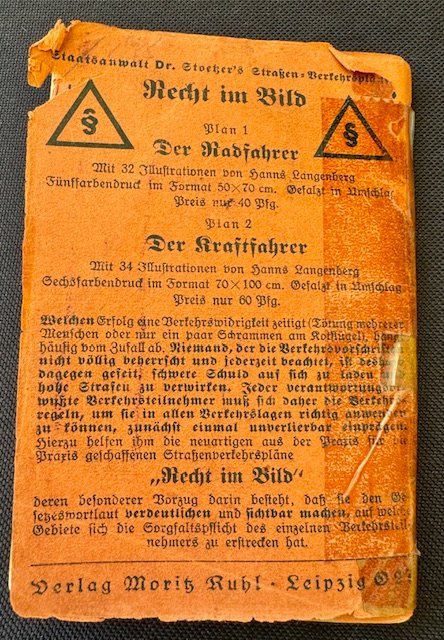 Staatsanwalt Dr. Stoetzer's Straßen-Verkehrspläne
Recht im Bild
§
§
Plan 1
Der Radfahrer
Mit 32 Illustrationen von Hanns Langenberg
Fünffarbendruck im Format 50×70 cm. Gefalzt in Umschlag
Preis nur 40 Pfg.
Plan 2
Der Kraftfahrer
Mit 34 Illustrationen von Hanns Langenberg
Sechsfarbendruck im Format 70×100 cm. Gefalzt in Umschlag
Preis nur 60 Pfg.
Welchen Erfolg eine Verkehrswidrigkeit zeitigt (Tötung mehrerer
Menschen oder nur ein paar Schrammen am Kotflügel), hängt
häufig vom Zufall ab. Niemand, der die Verkehrsvorschriften
nicht völlig beherrscht und jederzeit beachtet, ist desh
dagegen gefeit, schwere Schuld auf sich zu laden u
hohe Strafen zu verwirken. Jeder verantwortungsbe
wußte Verkehrsteilnehmer muß sich daher die Verkehrs
regeln, um sie in allen Verkehrslagen richtig anwenden
zu können, zunächst einmal unverlierbar einprägen.
Hierzu helfen ihm die neuartigen aus der Praxis für die
Praxis geschaffenen Straßenverkehrspläne
„Recht im Bild"
deren besonderer Vorzug darin besteht, daß sie den Ge
setzeswortlaut verdeutlichen und sichtbar machen, auf welche
Gebiete sich die Sorgfaltspflicht des einzelnen Verkehrsteil
nehmers zu erstrecken hat.
Verlag Moritz Ruhl · Leipzig